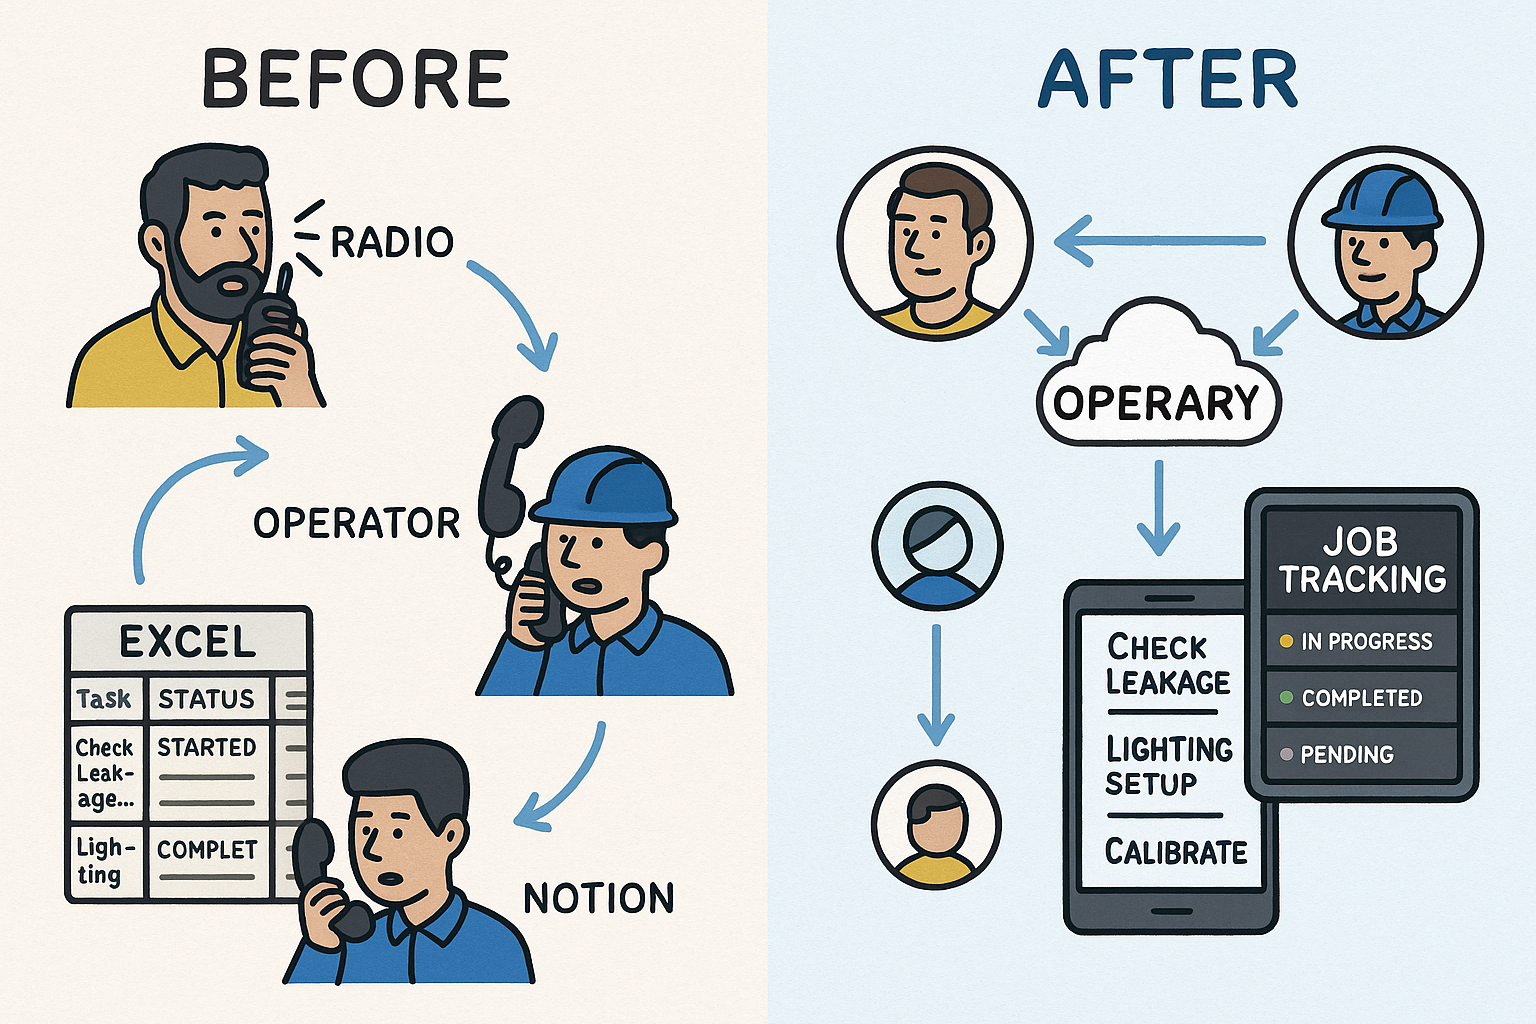 BEFORE
RADIO
OPERATOR
EXCEL
Task STATUS
Check STARTED
Leak-
age...
Ligh- COMPLET
ting
NOTION
AFTER
OPERARY
CHECK
LEAKAGE
LIGHTING
SETUP
CALIBRATE
JOB
TRACKING
IN PROGRESS
COMPLETED
PENDING